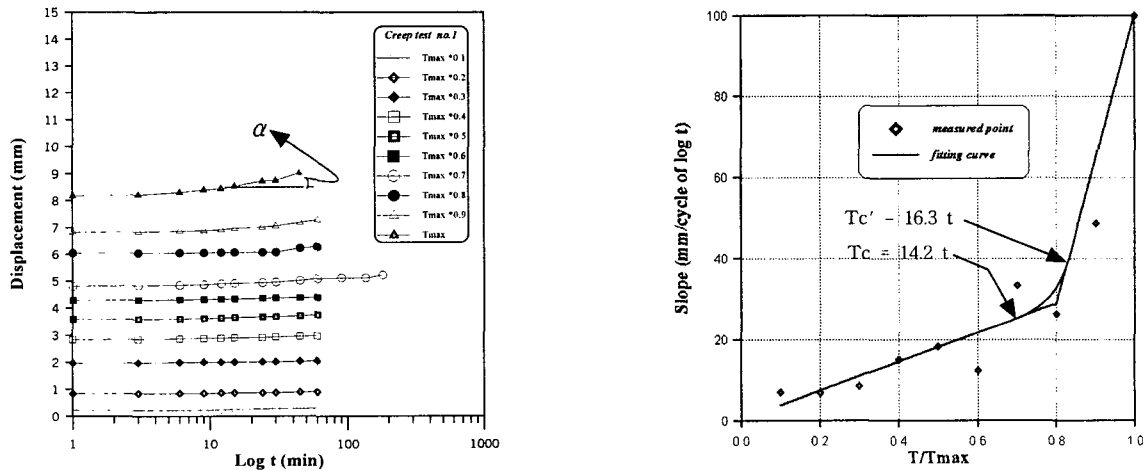 15
14
13
12
11
10
9
8
7
6
5
4
3
2
1
0
Displacement (mm)
1
10
100
1000
Log t (min)
α
Creep test no.1
Tmax *0.1
Tmax *0.2
Tmax *0.3
Tmax *0.4
Tmax *0.5
Tmax *0.6
Tmax *0.7
Tmax *0.8
Tmax *0.9
Tmax
100
80
60
40
20
0
Slope (mm/cycle of log t)
measured point
fitting curve
Tc' - 16.3 t
Tc = 14.2 t
0.0
0.2
0.4
0.6
0.8
1.0
T/Tmax